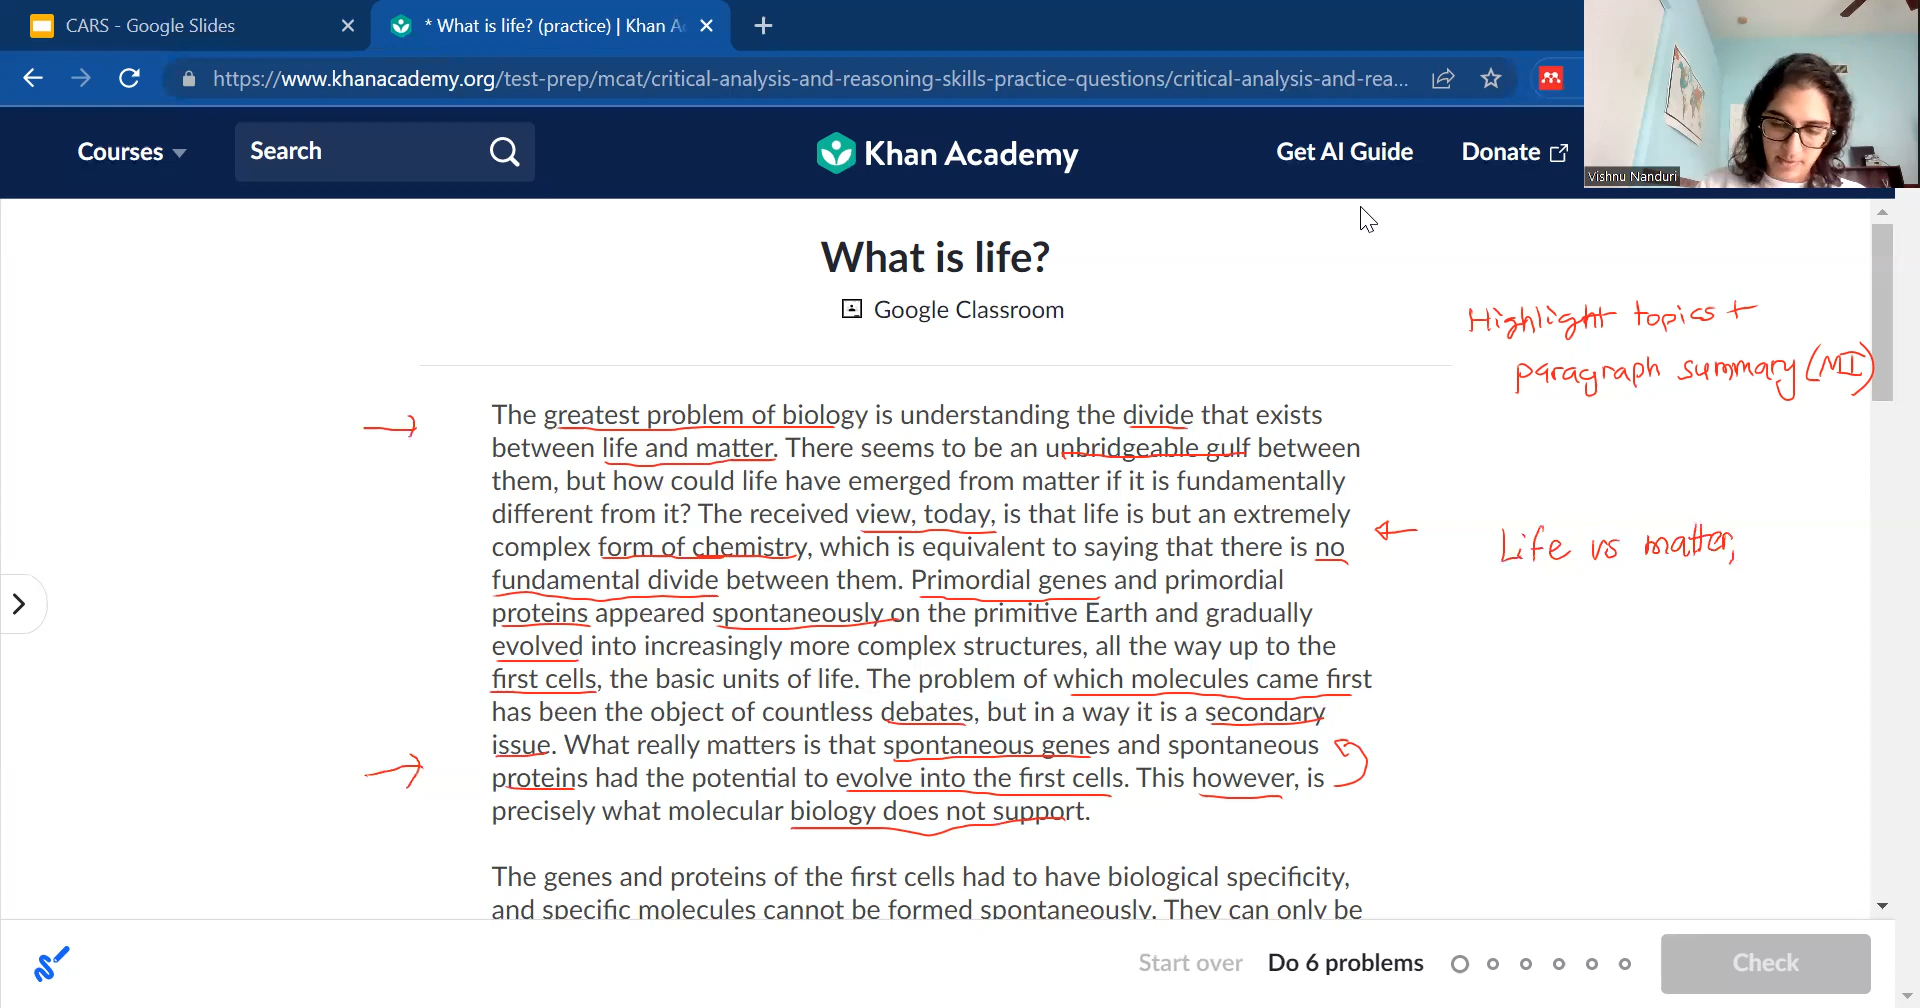 CARS - Google Slides
* What is life? (practice) | Khan A
https://www.khanacademy.org/test-prep/mcat/critical-analysis-and-reasoning-skills-practice-questions/critical-analysis-and-rea...
Courses
Search
Khan Academy
Get AI Guide
Donate
Vishnu Nanduri
What is life?
Google Classroom
Highlight topics +
paragraph summary (MI)
The greatest problem of biology is understanding the divide that exists
between life and matter. There seems to be an unbridgeable gulf between
them, but how could life have emerged from matter if it is fundamentally
different from it? The received view, today, is that life is but an extremely
complex form of chemistry, which is equivalent to saying that there is no
fundamental divide between them. Primordial genes and primordial
proteins appeared spontaneously on the primitive Earth and gradually
evolved into increasingly more complex structures, all the way up to the
first cells, the basic units of life. The problem of which molecules came first
has been the object of countless debates, but in a way it is a secondary
issue. What really matters is that spontaneous genes and spontaneous
proteins had the potential to evolve into the first cells. This however, is
precisely what molecular biology does not support.
Life vs matter,
The genes and proteins of the first cells had to have biological specificity,
and specific molecules cannot be formed spontaneously. They can only be
Start over
Do 6 problems
Check